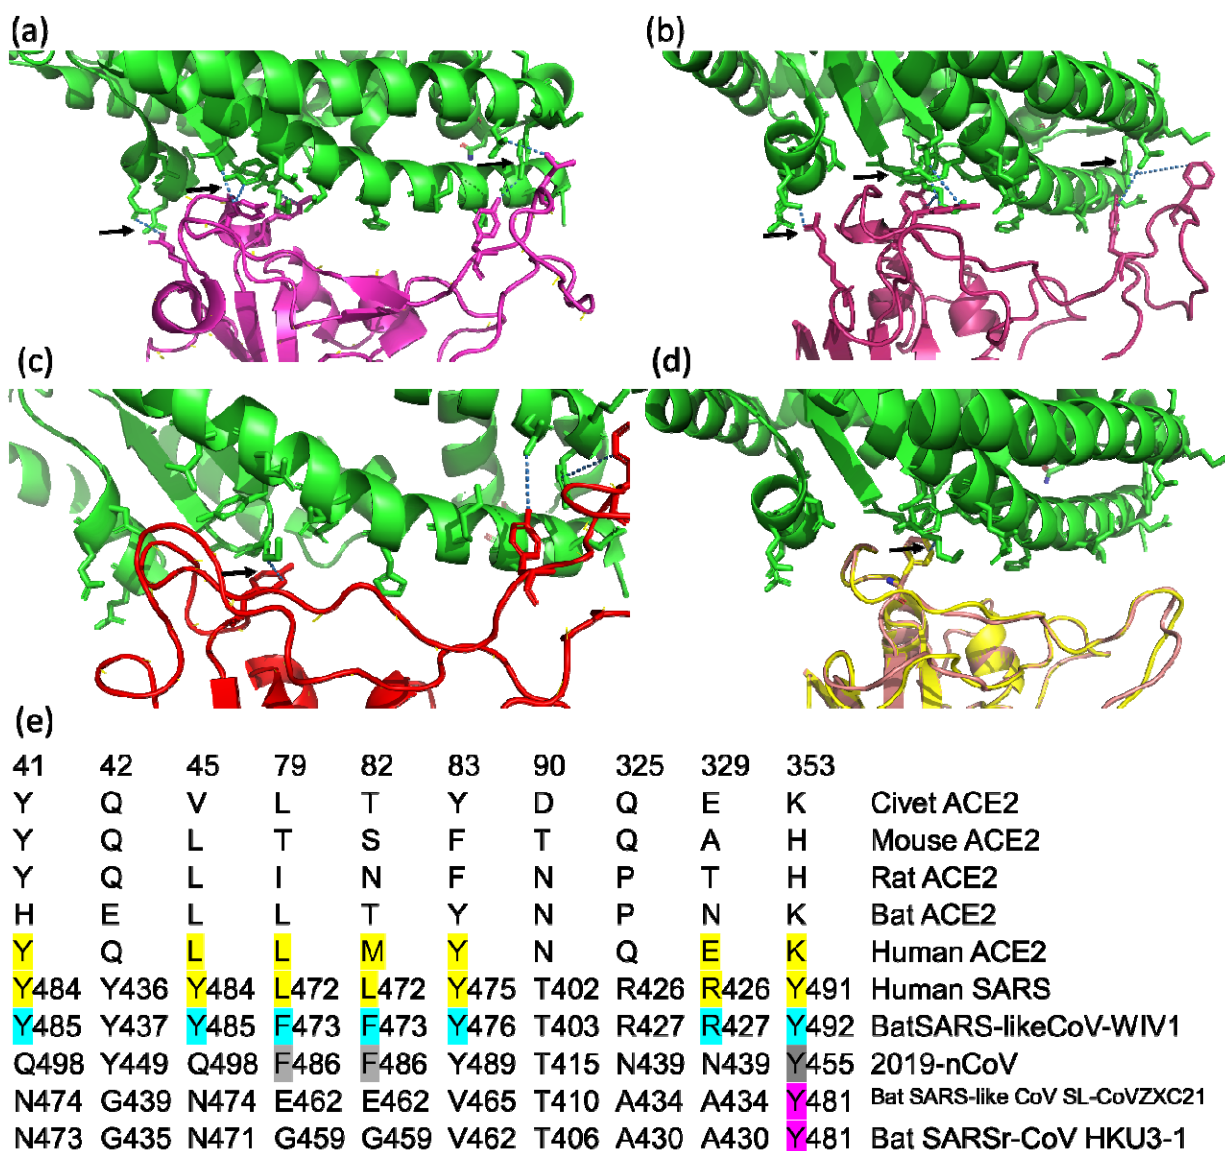 (a)
(b)
(c)
(d)
(e)
41 42 45 79 82 83 90 325 329 353
Y Q V L T Y D Q E K Civet ACE2
Y Q L T S F T Q A H Mouse ACE2
Y Q L I N F N P T H Rat ACE2
H E L L T Y N P N K Bat ACE2
Y Q L L M Y N Q E K Human ACE2
Y484 Y436 Y484 L472 L472 Y475 T402 R426 R426 Y491 Human SARS
Y485 Y437 Y485 F473 F473 Y476 T403 R427 R427 Y492 BatSARS-likeCoV-WIV1
Q498 Y449 Q498 F486 F486 Y489 T415 N439 N439 Y455 2019-nCoV
N474 G439 N474 E462 E462 V465 T410 A434 A434 Y481 Bat SARS-like CoV SL-CoVZXC21
N473 G435 N471 G459 G459 V462 T406 A430 A430 Y481 Bat SARSr-CoV HKU3-1